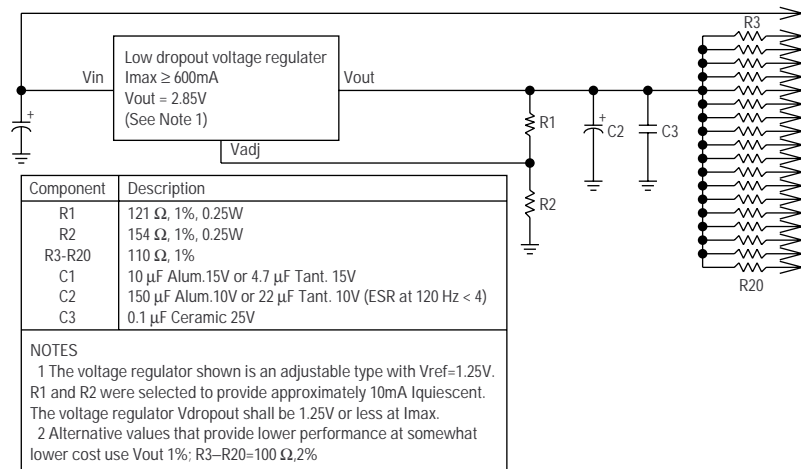 R3
Low dropout voltage regulater
Imax ≥ 600mA
Vout = 2.85V
(See Note 1)
Vin
Vout
Vadj
+
R1
+
C2
C3
R2
R20
Component Description
R1 121 Ω, 1%, 0.25W
R2 154 Ω, 1%, 0.25W
R3-R20 110 Ω, 1%
C1 10 µF Alum.15V or 4.7 µF Tant. 15V
C2 150 µF Alum.10V or 22 µF Tant. 10V (ESR at 120 Hz < 4)
C3 0.1 µF Ceramic 25V
NOTES
1 The voltage regulator shown is an adjustable type with Vref=1.25V.
R1 and R2 were selected to provide approximately 10mA Iquiescent.
The voltage regulator Vdropout shall be 1.25V or less at Imax.
2 Alternative values that provide lower performance at somewhat
lower cost use Vout 1%; R3–R20=100 Ω,2%